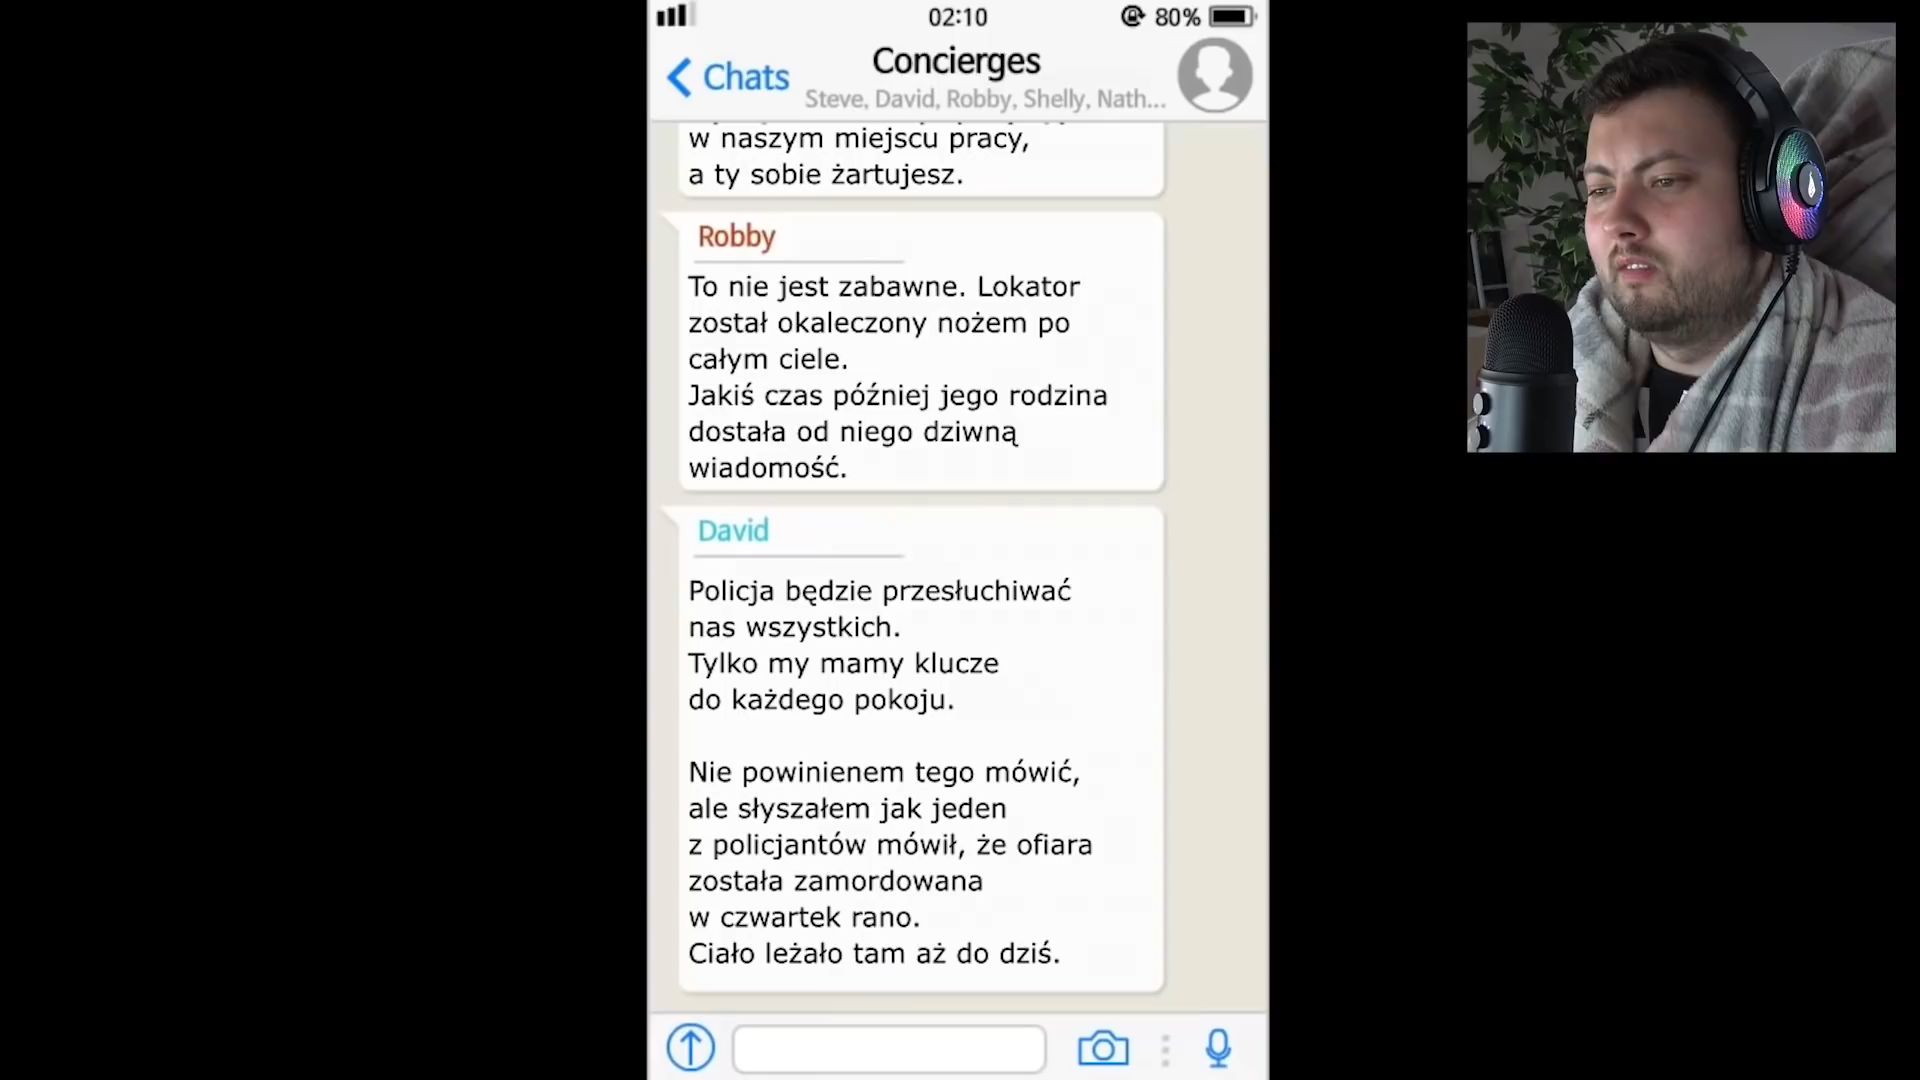 02:10
80%
Chats
Concierges
Steve, David, Robby, Shelly, Nath...
w naszym miejscu pracy,
a ty sobie żartujesz.
Robby
To nie jest zabawne. Lokator
został okaleczony nożem po
całym ciele.
Jakiś czas później jego rodzina
dostała od niego dziwną
wiadomość.
David
Policja będzie przesłuchiwać
nas wszystkich.
Tylko my mamy klucze
do każdego pokoju.
Nie powinienem tego mówić,
ale słyszałem jak jeden
z policjantów mówił, że ofiara
została zamordowana
w czwartek rano.
Ciało leżało tam aż do dziś.